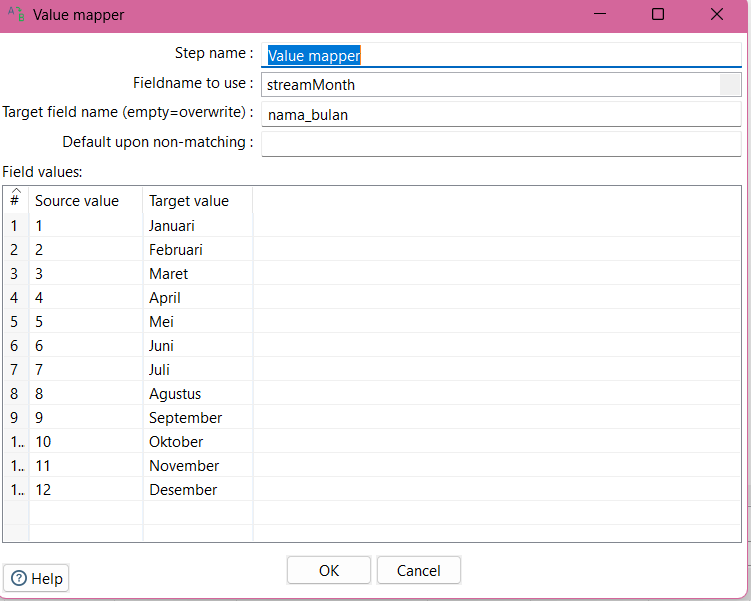 Value mapper
Step name : Value mapper
Fieldname to use : streamMonth
Target field name (empty=overwrite) : nama_bulan
Default upon non-matching :
Field values:
# Source value Target value
1 1 Januari
2 2 Februari
3 3 Maret
4 4 April
5 5 Mei
6 6 Juni
7 7 Juli
8 8 Agustus
9 9 September
1.. 10 Oktober
1.. 11 November
1.. 12 Desember
Help OK Cancel